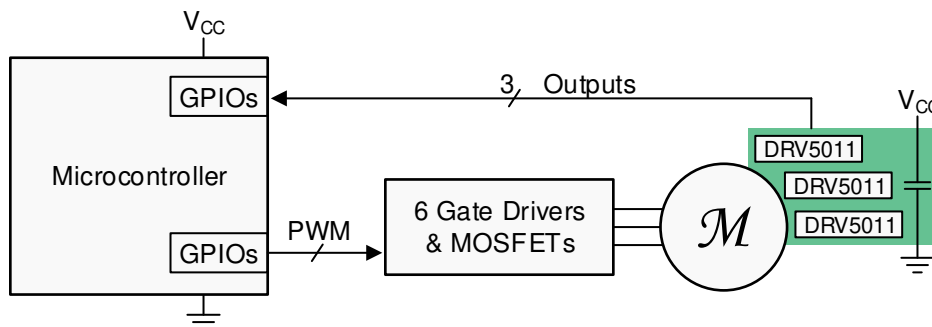 VCC
GPIOs
3 Outputs
VCC
DRV5011
Microcontroller
DRV5011
6 Gate Drivers
& MOSFETs
M
DRV5011
PWM
GPIOs